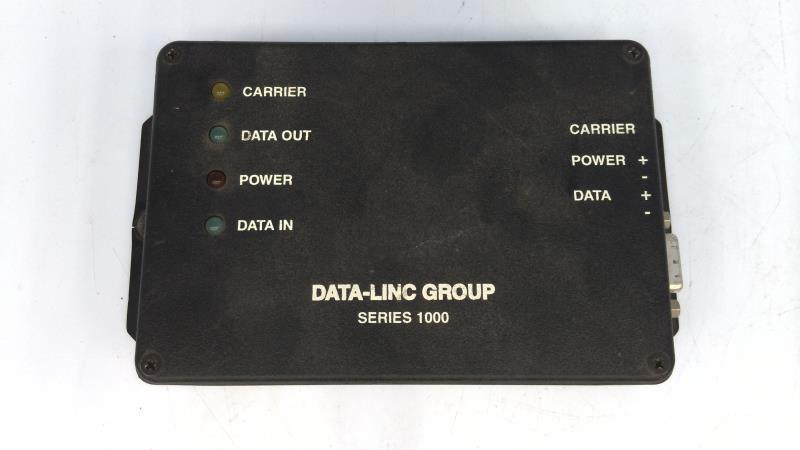 CARRIER
DATA OUT
POWER
DATA IN
CARRIER
POWER +
-
DATA +
-
DATA-LINC GROUP
SERIES 1000